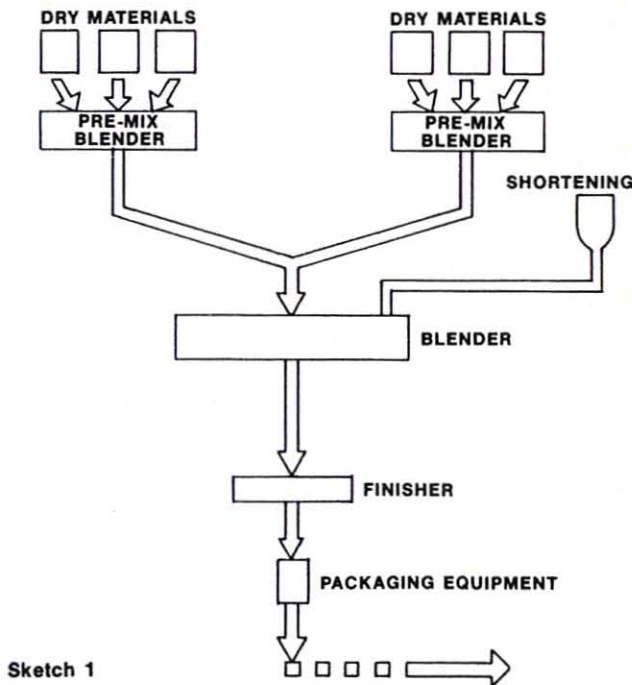 DRY MATERIALS
DRY MATERIALS
PRE-MIX
BLENDER
PRE-MIX
BLENDER
SHORTENING
BLENDER
FINISHER
PACKAGING EQUIPMENT
Sketch 1